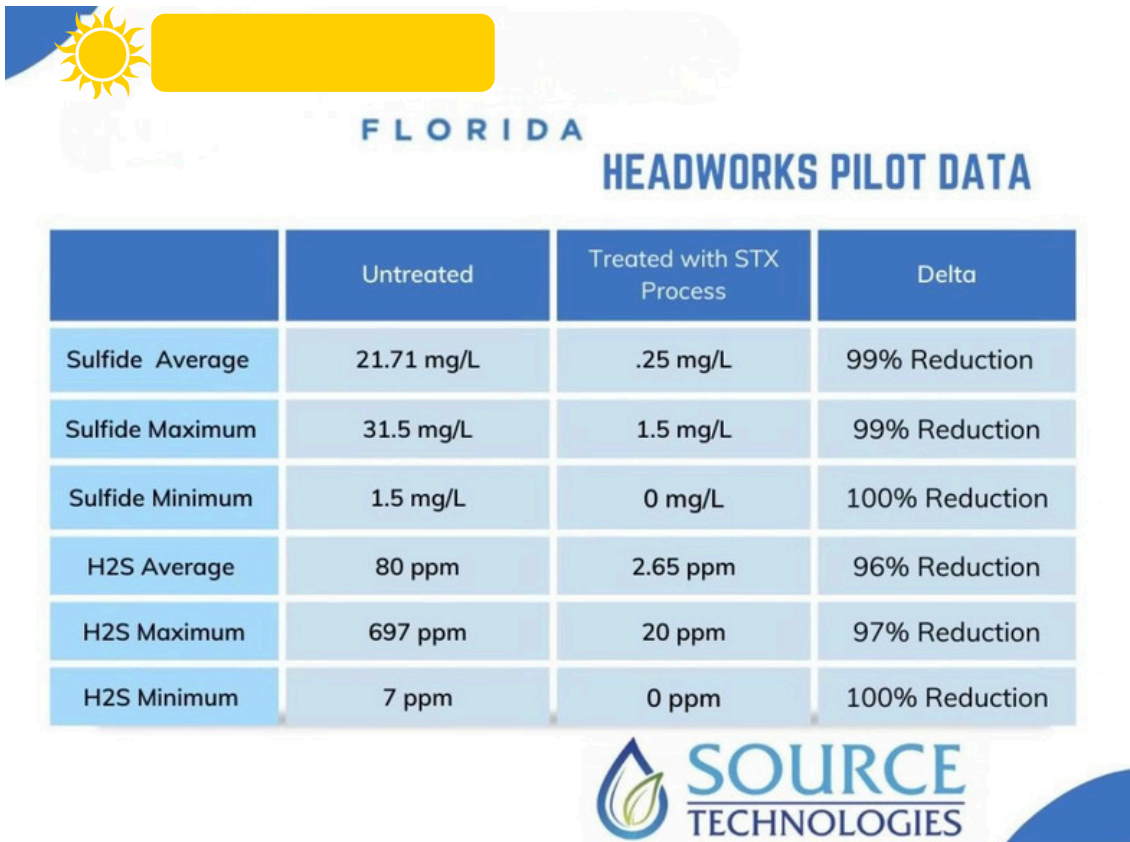 FLORIDA
HEADWORKS PILOT DATA
Untreated
Treated with STX
Process
Delta
Sulfide Average
21.71 mg/L
.25 mg/L
99% Reduction
Sulfide Maximum
31.5 mg/L
1.5 mg/L
99% Reduction
Sulfide Minimum
1.5 mg/L
0 mg/L
100% Reduction
H2S Average
80 ppm
2.65 ppm
96% Reduction
H2S Maximum
697 ppm
20 ppm
97% Reduction
H2S Minimum
7 ppm
0 ppm
100% Reduction
SOURCE
TECHNOLOGIES